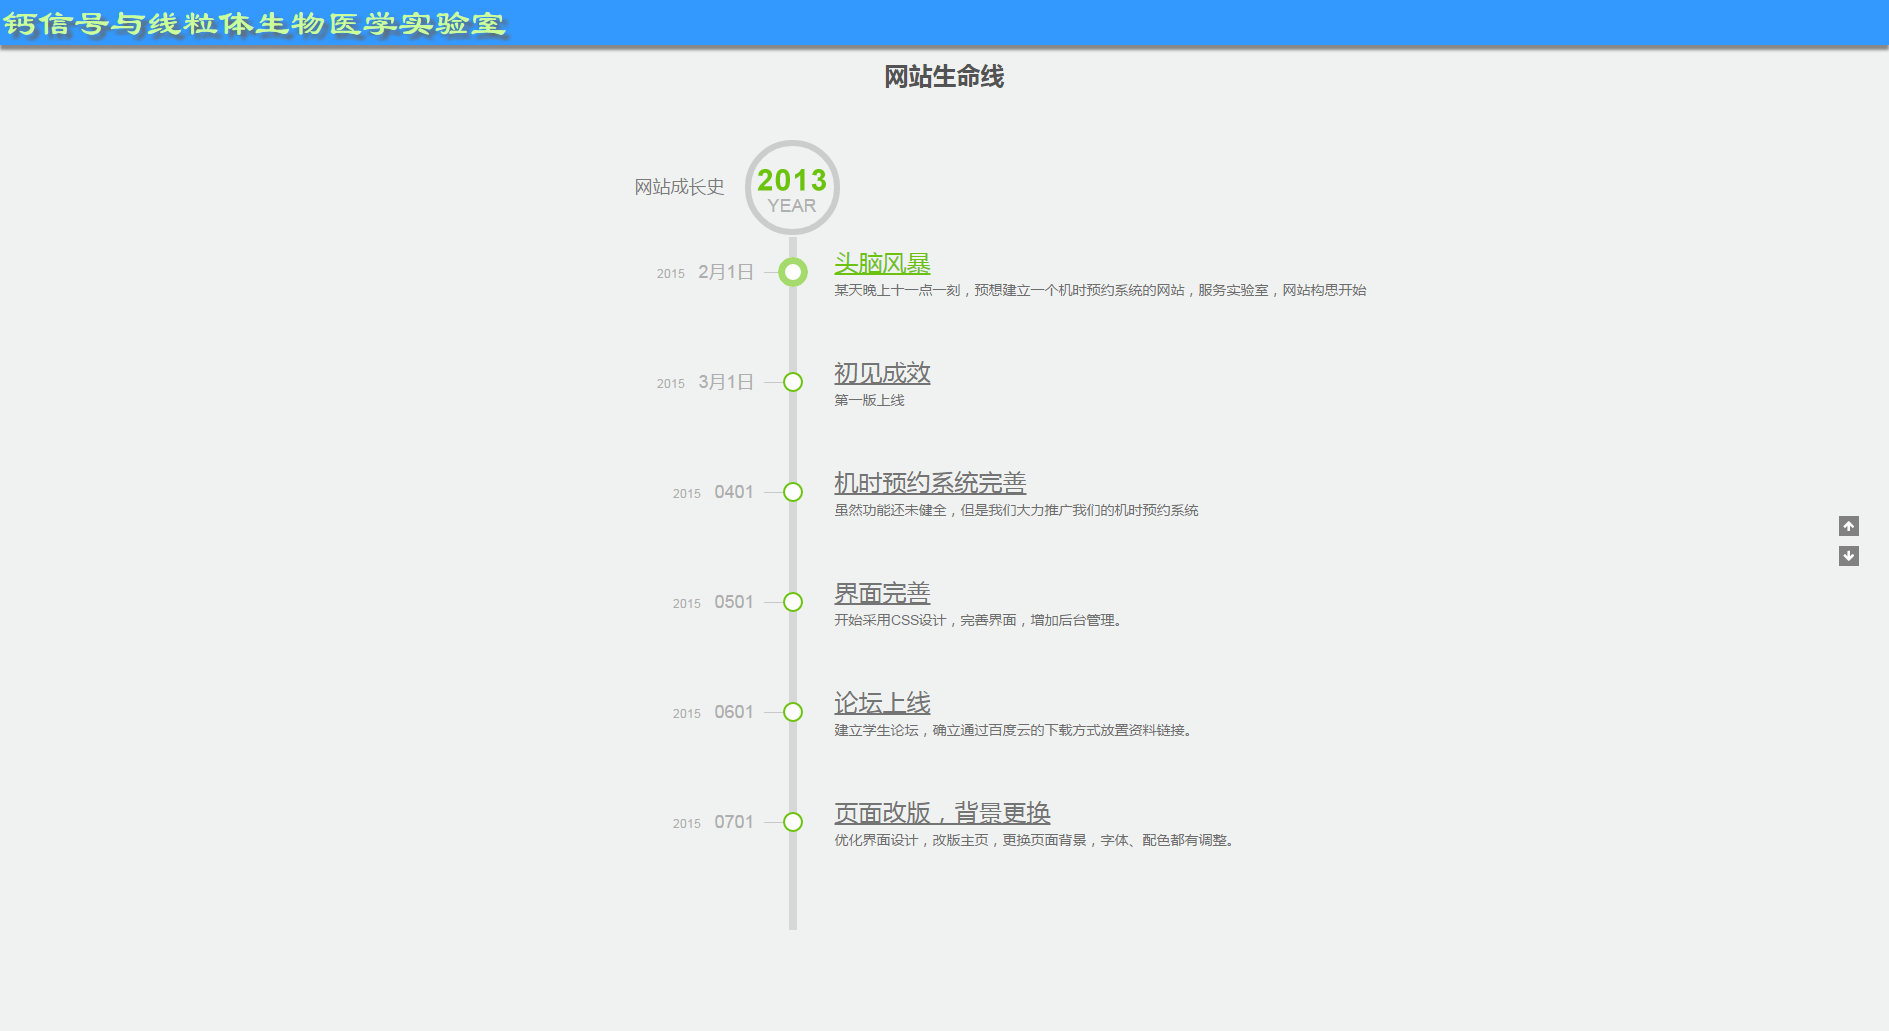 钙信号与线粒体生物医学实验室
网站生命线
网站成长史
2013
YEAR
2015 2月1日
头脑风暴
某天晚上十一点一刻，预想建立一个机时预约系统的网站，服务实验室，网站构思开始
2015 3月1日
初见成效
第一版上线
2015 0401
机时预约系统完善
虽然功能还未健全，但是我们大力推广我们的机时预约系统
2015 0501
界面完善
开始采用CSS设计，完善界面，增加后台管理。
2015 0601
论坛上线
建立学生论坛，确立通过百度云的下载方式放置资料链接。
2015 0701
页面改版，背景更换
优化界面设计，改版主页，更换页面背景，字体、配色都有调整。